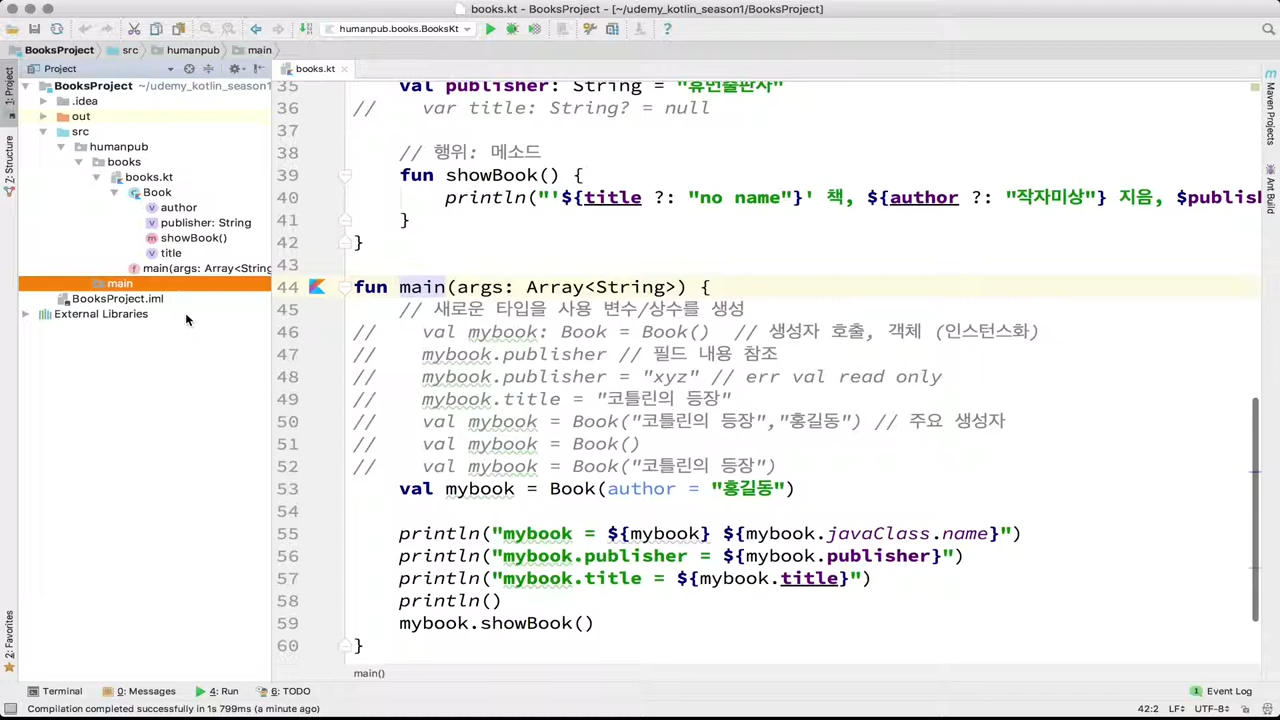 books.kt - BooksProject - [~/udemy_kotlin_season1/BooksProject]
humanpub.books.BooksKt
BooksProject src humanpub main
Project
books.kt
1: Project
7: Structure
2: Favorites
Maven Projects
Ant Build
BooksProject ~/udemy_kotlin_season1
.idea
out
src
humanpub
books
books.kt
Book
author
publisher: String
showBook()
title
main(args: Array<String
main
BooksProject.iml
External Libraries
35 val publisher: String = "휴먼출판사"
36 // var title: String? = null
37
38 // 행위: 메소드
39 fun showBook() {
40 println("'${title ?: "no name"}' 책, ${author ?: "작자미상"} 지음, $publish
41 }
42 }
43
44 fun main(args: Array<String>) {
45 // 새로운 타입을 사용 변수/상수를 생성
46 // val mybook: Book = Book() // 생성자 호출, 객체 (인스턴스화)
47 // mybook.publisher // 필드 내용 참조
48 // mybook.publisher = "xyz" // err val read only
49 // mybook.title = "코틀린의 등장"
50 // val mybook = Book("코틀린의 등장","홍길동") // 주요 생성자
51 // val mybook = Book()
52 // val mybook = Book("코틀린의 등장")
53 val mybook = Book(author = "홍길동")
54
55 println("mybook = ${mybook} ${mybook.javaClass.name}")
56 println("mybook.publisher = ${mybook.publisher}")
57 println("mybook.title = ${mybook.title}")
58 println()
59 mybook.showBook()
60 }
main()
Terminal 0: Messages 4: Run 6: TODO 1 Event Log
Compilation completed successfully in 1s 799ms (a minute ago) 42:2 LF÷ UTF-8÷